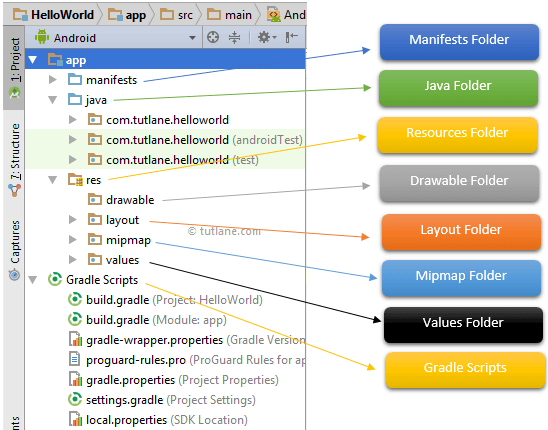 HelloWorld app src main An
Android
1: Project
7: Structure
Captures
nts
app
manifests
java
com.tutlane.helloworld
com.tutlane.helloworld (androidTest)
com.tutlane.helloworld (test)
res
drawable
layout
© tutlane.com
mipmap
values
Gradle Scripts
build.gradle (Project: HelloWorld)
build.gradle (Module: app)
gradle-wrapper.properties (Gradle Version
proguard-rules.pro (ProGuard Rules for ap
gradle.properties (Project Properties)
settings.gradle (Project Settings)
local.properties (SDK Location)
Manifests Folder
Java Folder
Resources Folder
Drawable Folder
Layout Folder
Mipmap Folder
Values Folder
Gradle Scripts